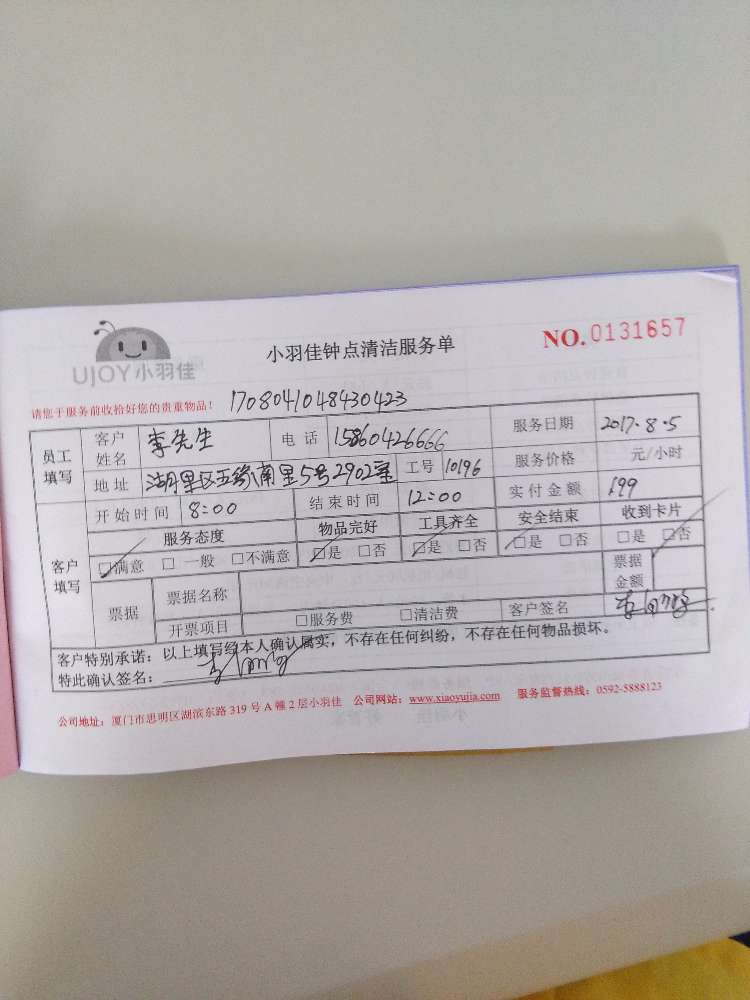 UJOY小羽佳
小羽佳钟点清洁服务单
NO.0131657
请您于服务前收拾好您的贵重物品！ 1708041048430423
员工填写 客户姓名 李先生 电话 15860426666 服务日期 2017.8.5
地址 湖里区五缘南里5号2902室 工号 10196 服务价格 元/小时
客户填写 开始时间 8:00 结束时间 12:00 实付金额 199
服务态度 物品完好 工具齐全 安全结束 收到卡片
□满意 □一般 □不满意 □是 □否 □是 □否 □是 □否 □是 □否
票据 票据名称 票据金额
开票项目 □服务费 □清洁费 客户签名
客户特别承诺：以上填写经本人确认属实，不存在任何纠纷，不存在任何物品损坏。
特此确认签名：
公司地址：厦门市思明区湖滨东路319号A幢2层小羽佳 公司网站：www.xiaoyujia.com 服务监督热线：0592-5888123